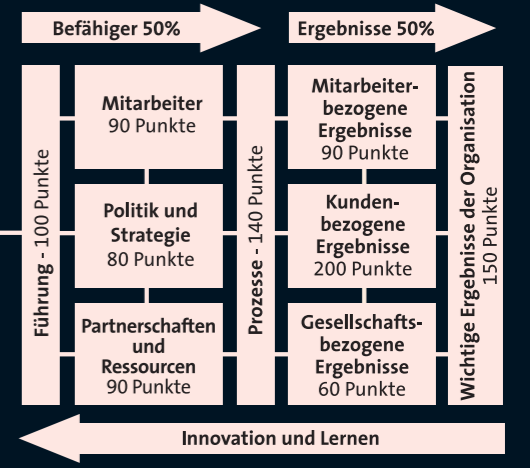 Befähiger 50%
Ergebnisse 50%
Führung - 100 Punkte
Mitarbeiter
90 Punkte
Politik und
Strategie
80 Punkte
Partnerschaften
und
Ressourcen
90 Punkte
Prozesse - 140 Punkte
Mitarbeiter-
bezogene
Ergebnisse
90 Punkte
Kunden-
bezogene
Ergebnisse
200 Punkte
Gesellschafts-
bezogene
Ergebnisse
60 Punkte
Wichtige Ergebnisse der Organisation
150 Punkte
Innovation und Lernen